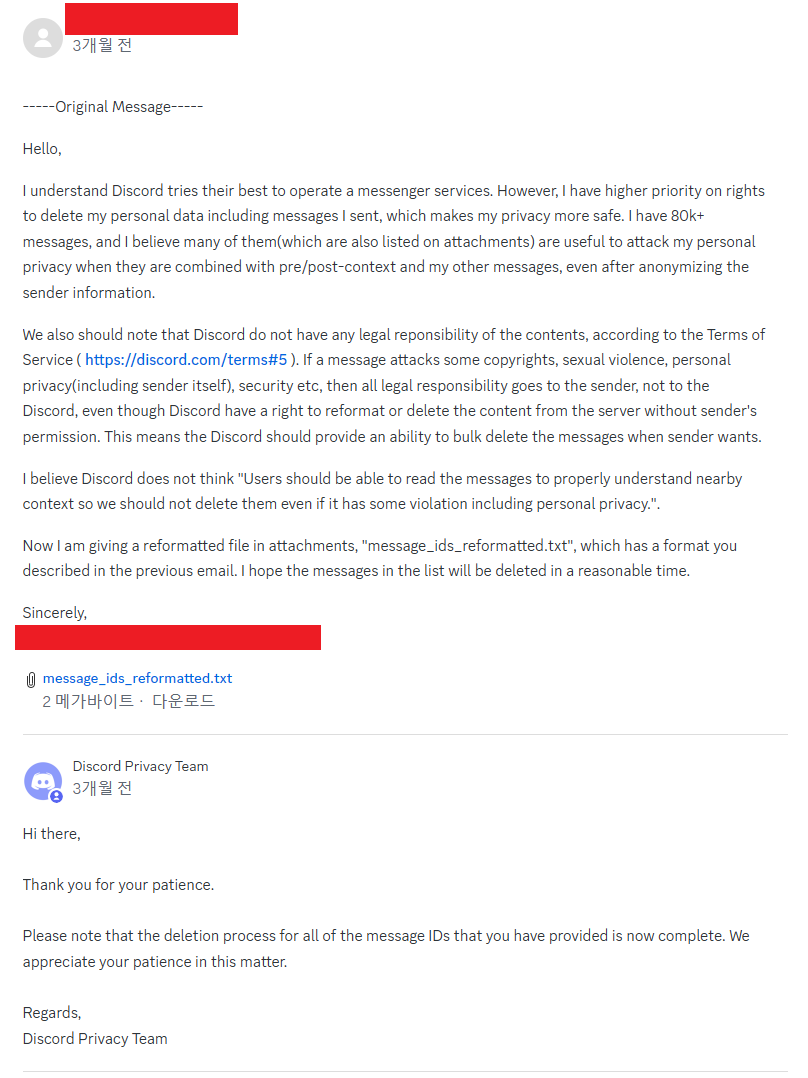 3개월 전
-----Original Message-----
Hello,
I understand Discord tries their best to operate a messenger services. However, I have higher priority on rights
to delete my personal data including messages I sent, which makes my privacy more safe. I have 80k+
messages, and I believe many of them(which are also listed on attachments) are useful to attack my personal
privacy when they are combined with pre/post-context and my other messages, even after anonymizing the
sender information.
We also should note that Discord do not have any legal reponsibility of the contents, according to the Terms of
Service ( https://discord.com/terms#5 ). If a message attacks some copyrights, sexual violence, personal
privacy(including sender itself), security etc, then all legal responsibility goes to the sender, not to the
Discord, even though Discord have a right to reformat or delete the content from the server without sender's
permission. This means the Discord should provide an ability to bulk delete the messages when sender wants.
I believe Discord does not think "Users should be able to read the messages to properly understand nearby
context so we should not delete them even if it has some violation including personal privacy.".
Now I am giving a reformatted file in attachments, "message_ids_reformatted.txt", which has a format you
described in the previous email. I hope the messages in the list will be deleted in a reasonable time.
Sincerely,
message_ids_reformatted.txt
2 메가바이트 · 다운로드
Discord Privacy Team
3개월 전
Hi there,
Thank you for your patience.
Please note that the deletion process for all of the message IDs that you have provided is now complete. We
appreciate your patience in this matter.
Regards,
Discord Privacy Team